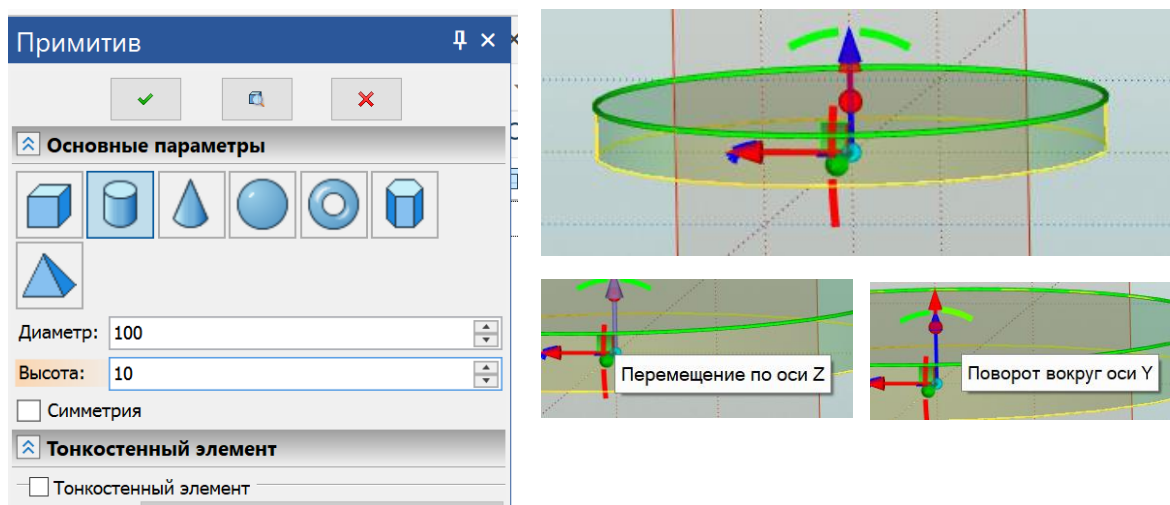 Примитив
Основные параметры
Диаметр: 100
Высота: 10
Симметрия
Тонкостенный элемент
Тонкостенный элемент
Перемещение по оси Z
Поворот вокруг оси Y